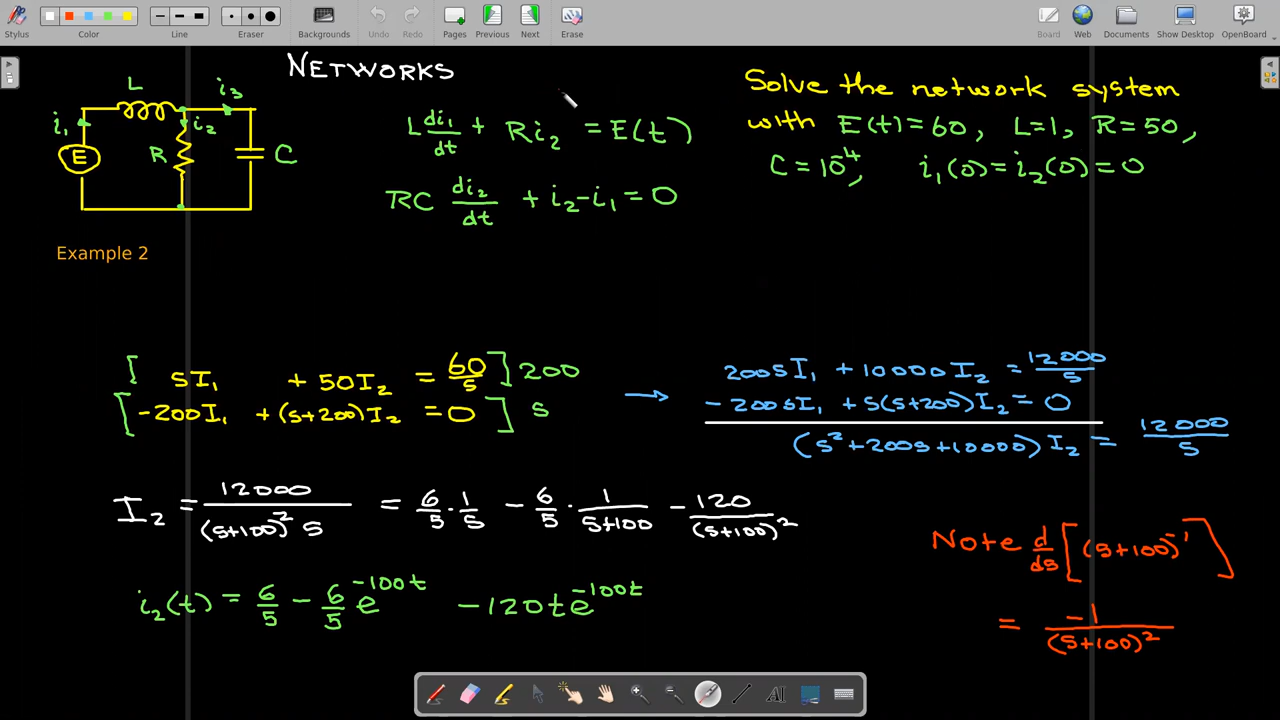 Stylus Color Line Eraser Backgrounds Undo Redo Pages Previous Next Erase Board Web Documents Show Desktop OpenBoard
NETWORKS
L di₁/dt + Ri₂ = E(t)
RC di₂/dt + i₂-i₁ = 0
Solve the network system
with E(t)=60, L=1, R=50,
C = 10⁻⁴, i₁(0)=i₂(0)=0
L
i₁ i₂ i₃
E R C
Example 2
[ sI₁ + 50I₂ = 60/s ] 200
[ -200I₁ + (s+200)I₂ = 0 ] s
→
200sI₁ + 10000I₂ = 12000/s
-200sI₁ + s(s+200)I₂ = 0
(s²+200s+10000)I₂ = 12000/s
I₂ = 12000/(s+100)²s = 6/5 · 1/s - 6/5 · 1/s+100 - 120/(s+100)²
i₂(t) = 6/5 - 6/5 e^-100t - 120te^-100t
Note d/ds [(s+100)⁻¹]
= -1/(s+100)²
AI